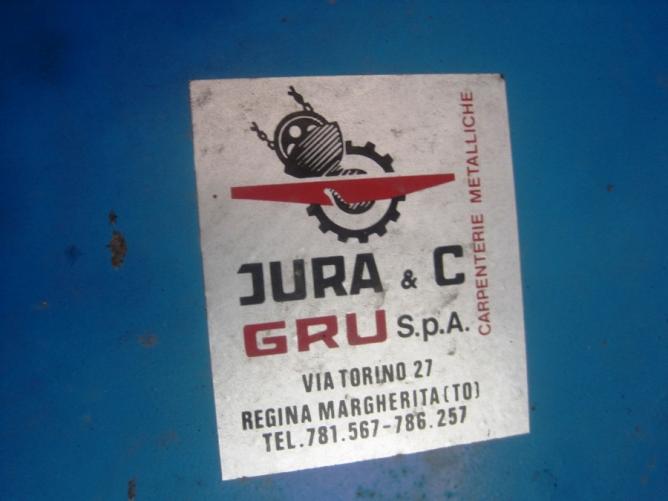 JURA & C
GRU S.p.A.
CARPENTERIE METALLICHE
VIA TORINO 27
REGINA MARGHERITA (TO)
TEL. 781.567-786.257